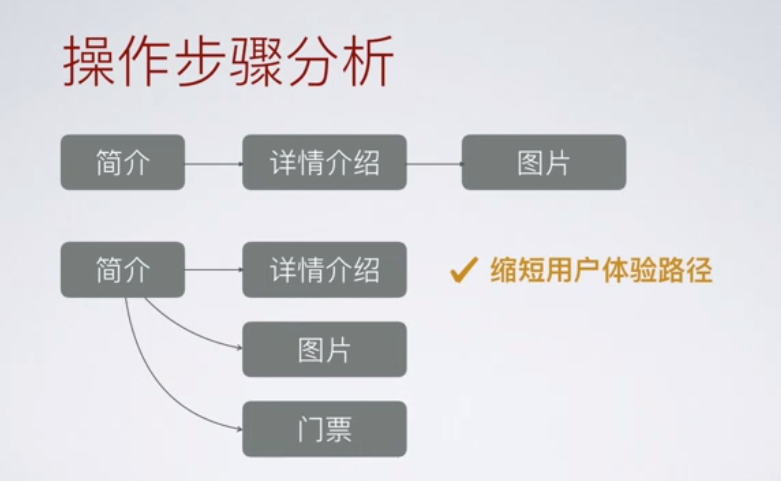 操作步骤分析
简介 详情介绍 图片
简介 详情介绍 ✓ 缩短用户体验路径
图片
门票